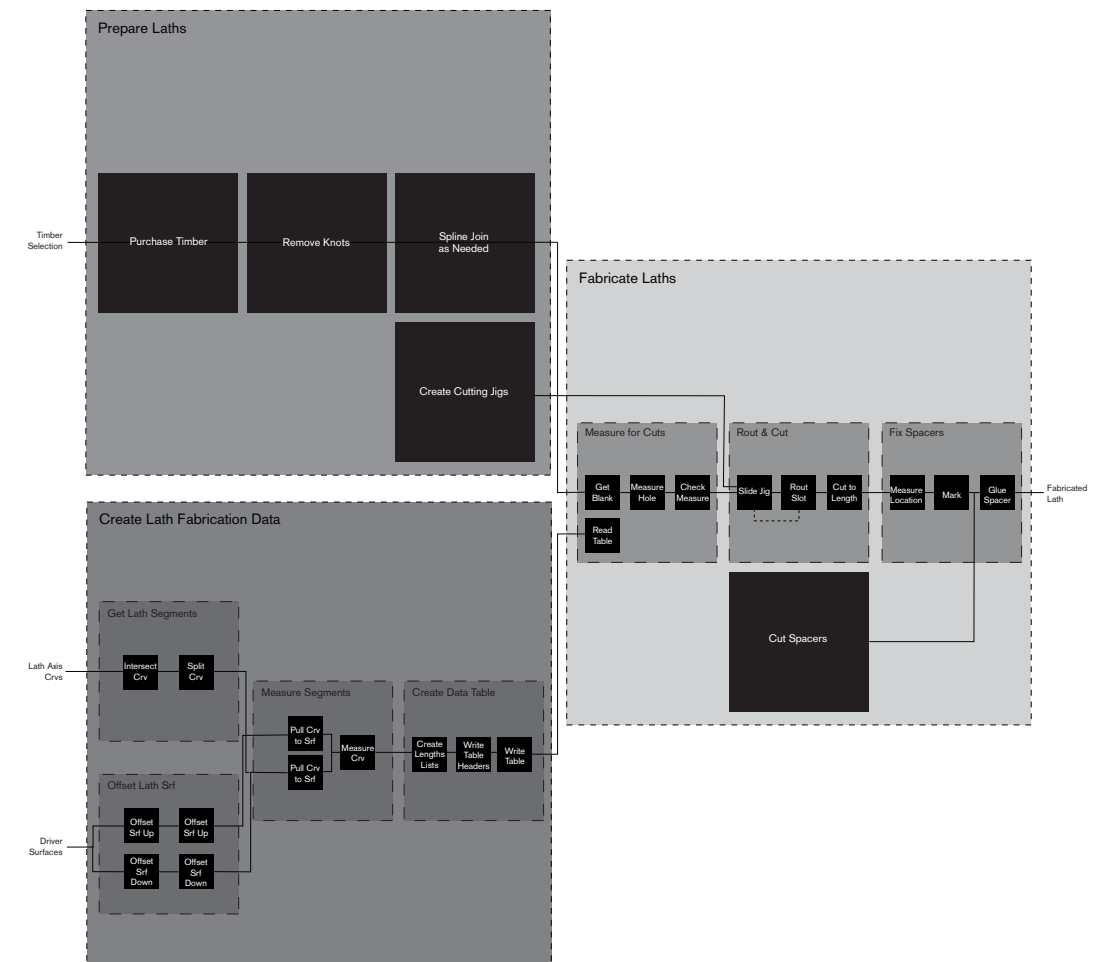 Prepare Laths
Timber
Selection
Purchase Timber
Remove Knots
Spline Join
as Needed
Create Cutting Jigs
Fabricate Laths
Measure for Cuts
Get
Blank
Measure
Hole
Check
Measure
Read
Table
Rout & Cut
Slide Jig
Rout
Slot
Cut to
Length
Fix Spacers
Measure
Location
Mark
Glue
Spacer
Fabricated
Lath
Cut Spacers
Create Lath Fabrication Data
Get Lath Segments
Lath Axis
Crvs
Intersect
Crv
Split
Crv
Measure Segments
Pull Crv
to Srf
Pull Crv
to Srf
Measure
Crv
Create Data Table
Create
Lengths
Lists
Write
Table
Headers
Write
Table
Offset Lath Srf
Driver
Surfaces
Offset
Srf Up
Offset
Srf Up
Offset
Srf
Down
Offset
Srf
Down